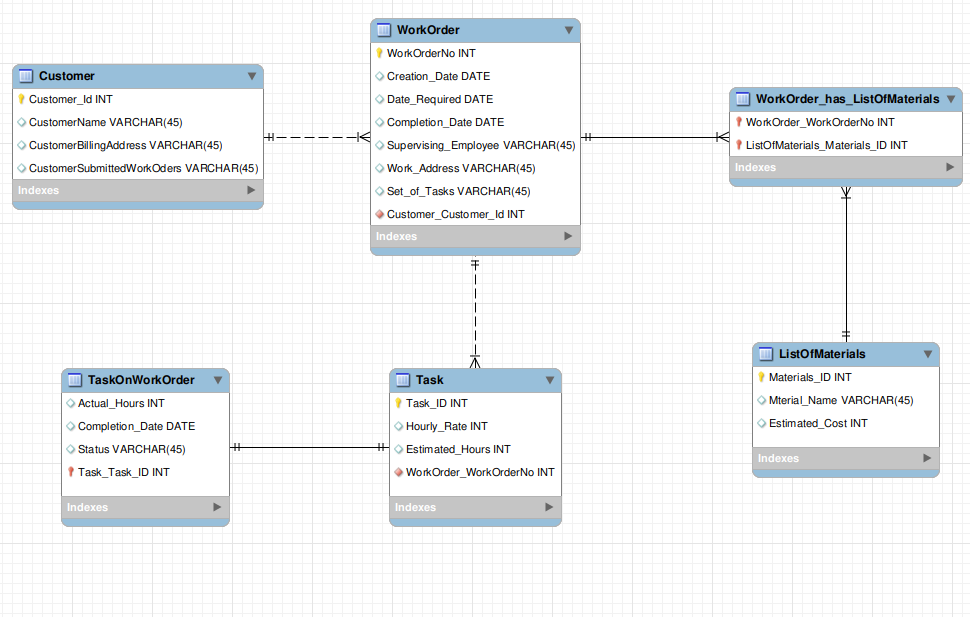 Customer
Customer_Id INT
CustomerName VARCHAR(45)
CustomerBillingAddress VARCHAR(45)
CustomerSubmittedWorkOders VARCHAR(45)
Indexes
WorkOrder
WorkOrderNo INT
Creation_Date DATE
Date_Required DATE
Completion_Date DATE
Supervising_Employee VARCHAR(45)
Work_Address VARCHAR(45)
Set_of_Tasks VARCHAR(45)
Customer_Customer_Id INT
Indexes
WorkOrder_has_ListOfMaterials
WorkOrder_WorkOrderNo INT
ListOfMaterials_Materials_ID INT
Indexes
TaskOnWorkOrder
Actual_Hours INT
Completion_Date DATE
Status VARCHAR(45)
Task_Task_ID INT
Indexes
Task
Task_ID INT
Hourly_Rate INT
Estimated_Hours INT
WorkOrder_WorkOrderNo INT
Indexes
ListOfMaterials
Materials_ID INT
Mterial_Name VARCHAR(45)
Estimated_Cost INT
Indexes